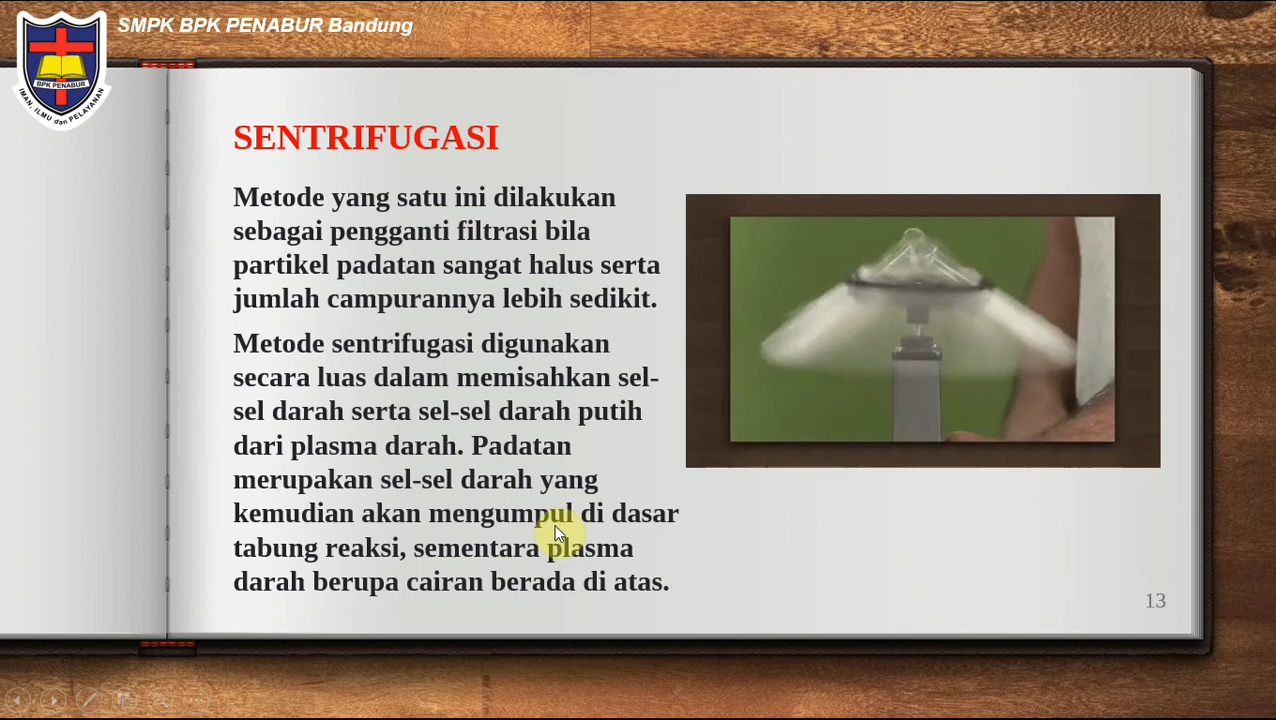 SMPK BPK PENABUR Bandung
BPK PENABUR
IMAN, ILMU dan PELAYANAN
SENTRIFUGASI
Metode yang satu ini dilakukan
sebagai pengganti filtrasi bila
partikel padatan sangat halus serta
jumlah campurannya lebih sedikit.
Metode sentrifugasi digunakan
secara luas dalam memisahkan sel-
sel darah serta sel-sel darah putih
dari plasma darah. Padatan
merupakan sel-sel darah yang
kemudian akan mengumpul di dasar
tabung reaksi, sementara plasma
darah berupa cairan berada di atas.
13